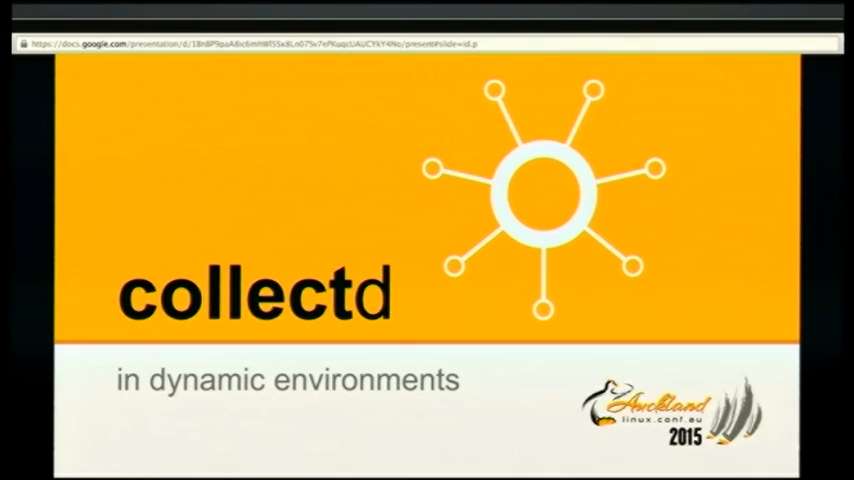 collectd
in dynamic environments
Auckland
linux.conf.au
2015